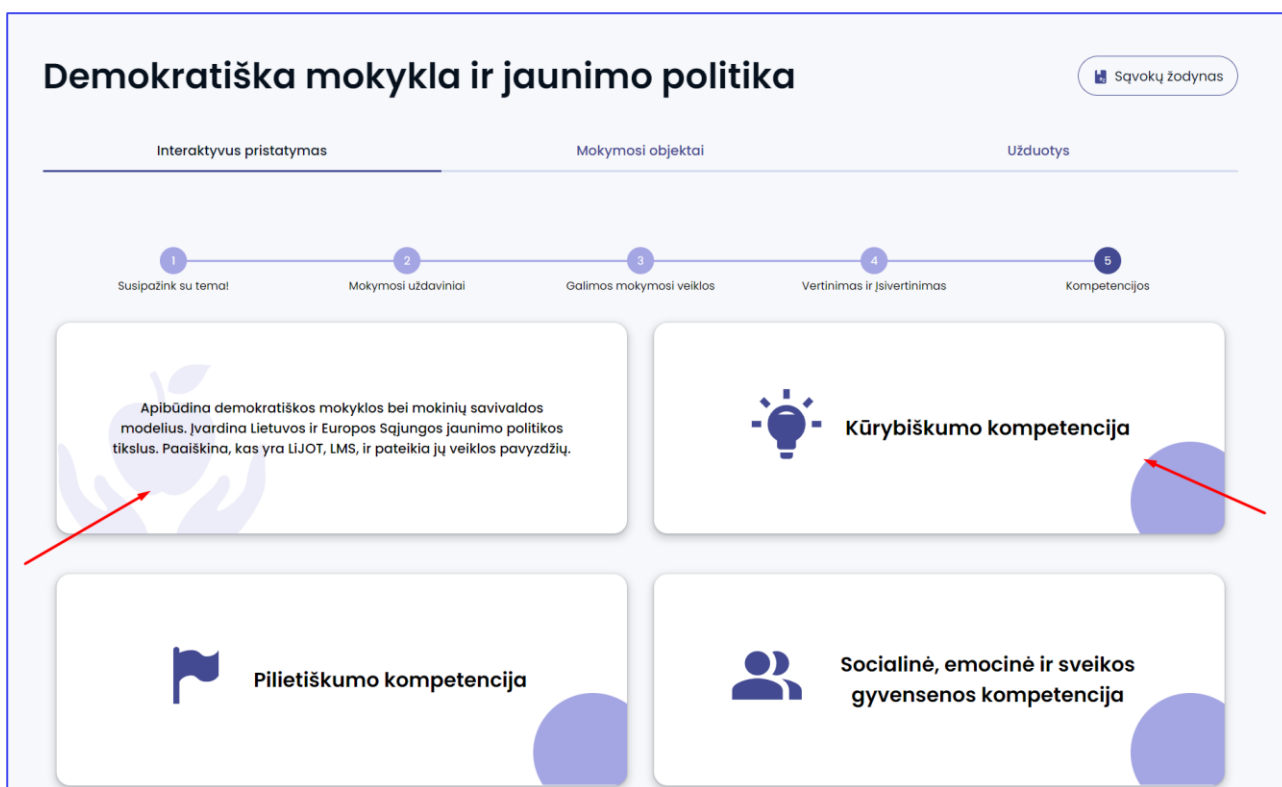 Demokratiška mokykla ir jaunimo politika
Sąvokų žodynas
Interaktyvus pristatymas
Mokymosi objektai
Užduotys
1
2
3
4
5
Susipažink su tema!
Mokymosi uždaviniai
Galimos mokymosi veiklos
Vertinimas ir Įsivertinimas
Kompetencijos
Apibūdina demokratiškos mokyklos bei mokinių savivaldos
modelius. Įvardina Lietuvos ir Europos Sąjungos jaunimo politikos
tikslus. Paaiškina, kas yra LiJOT, LMS, ir pateikia jų veiklos pavyzdžių.
Kūrybiškumo kompetencija
Pilietiškumo kompetencija
Socialinė, emocinė ir sveikos
gyvensenos kompetencija